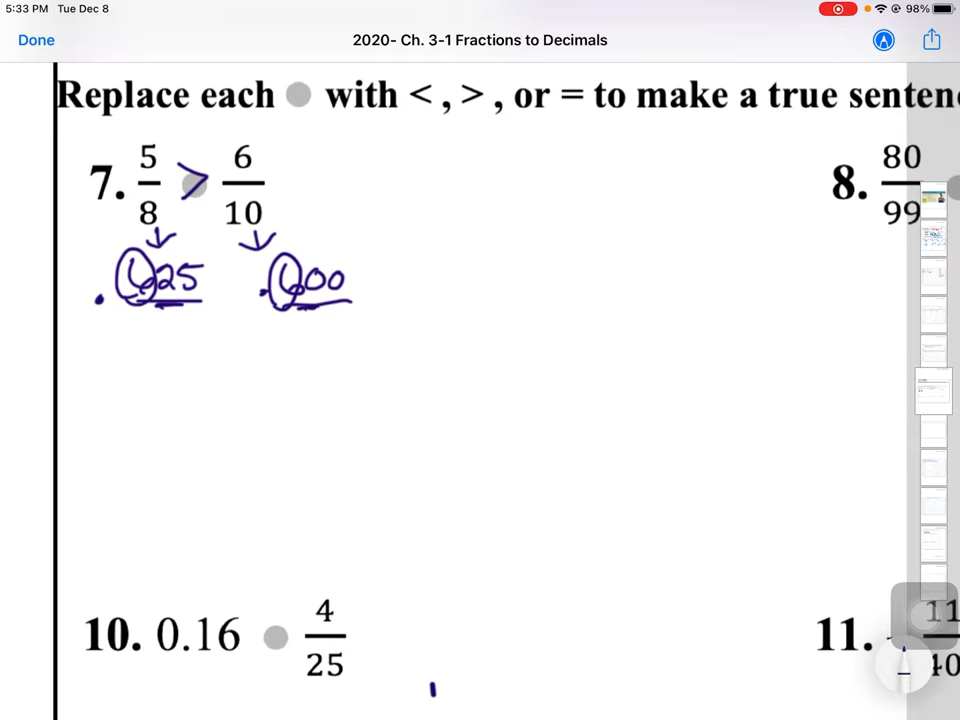 5:33 PM Tue Dec 8 98%
Done 2020- Ch. 3-1 Fractions to Decimals
Replace each with < , > , or = to make a true senten
7. 5/8 > 6/10
.625 .600
8. 80/99
10. 0.16 4/25
11. - 11/40